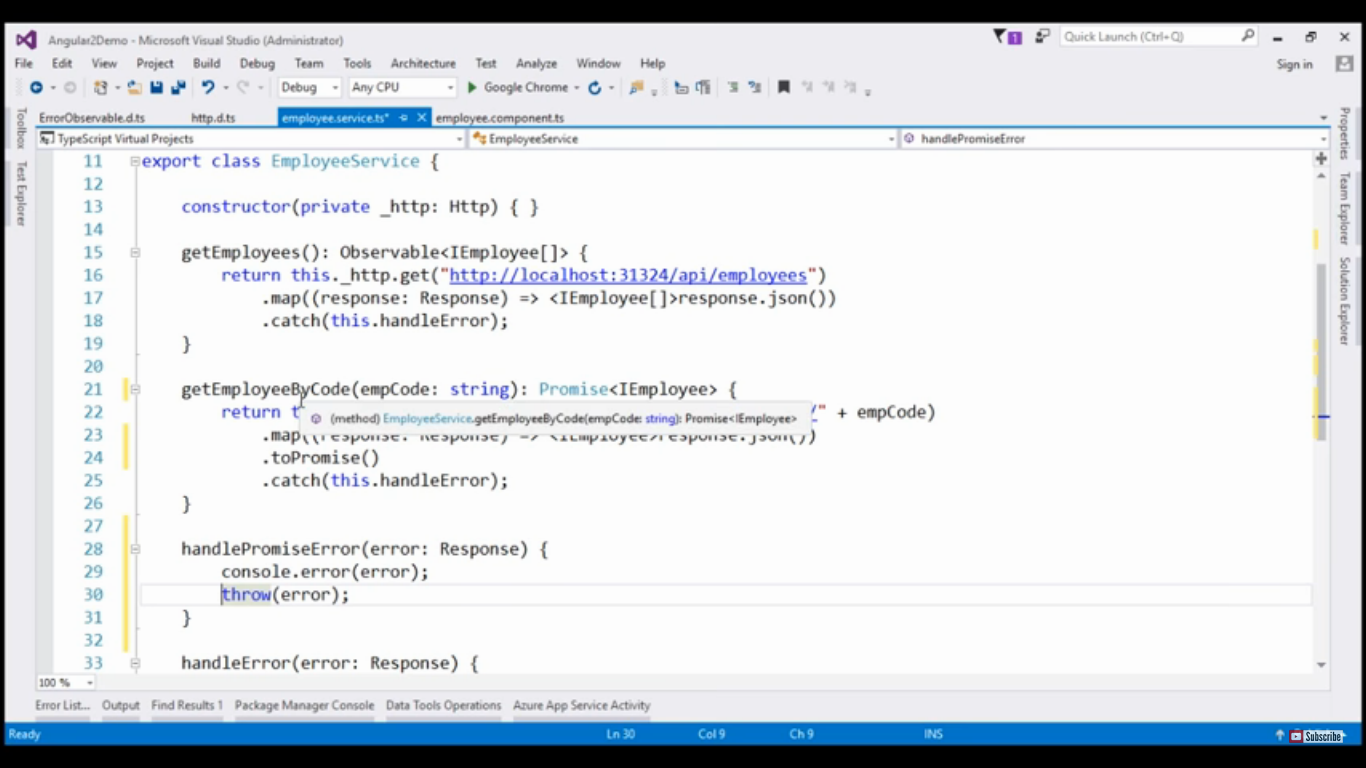 Angular2Demo - Microsoft Visual Studio (Administrator)
1
Quick Launch (Ctrl+Q)
File Edit View Project Build Debug Team Tools Architecture Test Analyze Window Help
Sign in
Debug Any CPU Google Chrome
ErrorObservable.d.ts http.d.ts employee.service.ts* employee.component.ts
TypeScript Virtual Projects EmployeeService handlePromiseError
Toolbox
Test Explorer
Properties
Team Explorer
Solution Explorer
11 export class EmployeeService {
12
13 constructor(private _http: Http) { }
14
15 getEmployees(): Observable<IEmployee[]> {
16 return this._http.get("http://localhost:31324/api/employees")
17 .map((response: Response) => <IEmployee[]>response.json())
18 .catch(this.handleError);
19 }
20
21 getEmployeeByCode(empCode: string): Promise<IEmployee> {
22 return t /" + empCode)
(method) EmployeeService.getEmployeeByCode(empCode: string): Promise<IEmployee>
23 .map((response: Response) => <IEmployee>response.json())
24 .toPromise()
25 .catch(this.handleError);
26 }
27
28 handlePromiseError(error: Response) {
29 console.error(error);
30 throw(error);
31 }
32
33 handleError(error: Response) {
100 %
Error List... Output Find Results 1 Package Manager Console Data Tools Operations Azure App Service Activity
Ready Ln 30 Col 9 Ch 9 INS
Subscribe